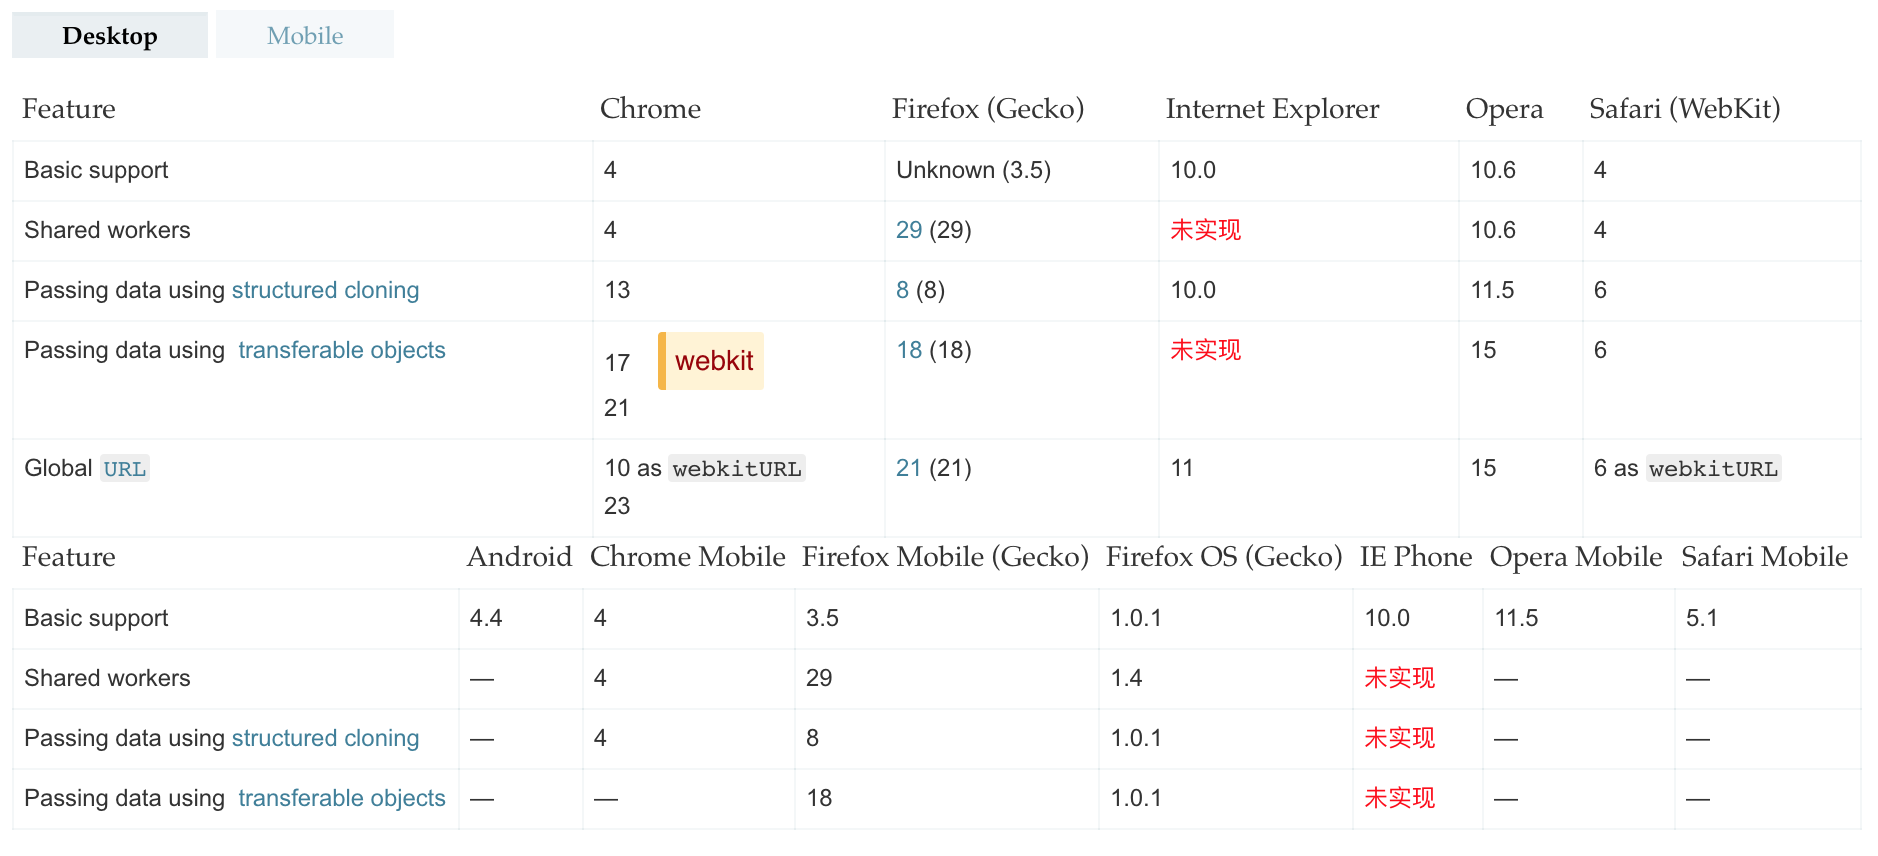 Desktop Mobile
Feature Chrome Firefox (Gecko) Internet Explorer Opera Safari (WebKit)
Basic support 4 Unknown (3.5) 10.0 10.6 4
Shared workers 4 29 (29) 未实现 10.6 4
Passing data using structured cloning 13 8 (8) 10.0 11.5 6
Passing data using transferable objects 17 webkit 18 (18) 未实现 15 6
21
Global URL 10 as webkitURL 21 (21) 11 15 6 as webkitURL
23
Feature Android Chrome Mobile Firefox Mobile (Gecko) Firefox OS (Gecko) IE Phone Opera Mobile Safari Mobile
Basic support 4.4 4 3.5 1.0.1 10.0 11.5 5.1
Shared workers — 4 29 1.4 未实现 — —
Passing data using structured cloning — 4 8 1.0.1 未实现 — —
Passing data using transferable objects — — 18 1.0.1 未实现 — —